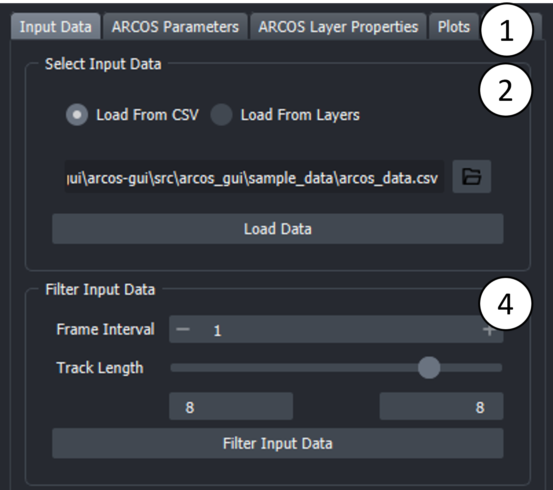 Input Data ARCOS Parameters ARCOS Layer Properties Plots 1
Select Input Data 2
Load From CSV Load From Layers
ui\arcos-gui\src\arcos_gui\sample_data\arcos_data.csv
Load Data
Filter Input Data 4
Frame Interval − 1 +
Track Length
8 8
Filter Input Data